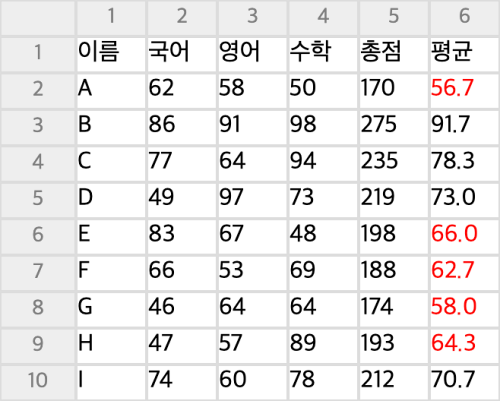 1 2 3 4 5 6
1 이름 국어 영어 수학 총점 평균
2 A 62 58 50 170 56.7
3 B 86 91 98 275 91.7
4 C 77 64 94 235 78.3
5 D 49 97 73 219 73.0
6 E 83 67 48 198 66.0
7 F 66 53 69 188 62.7
8 G 46 64 64 174 58.0
9 H 47 57 89 193 64.3
10 I 74 60 78 212 70.7